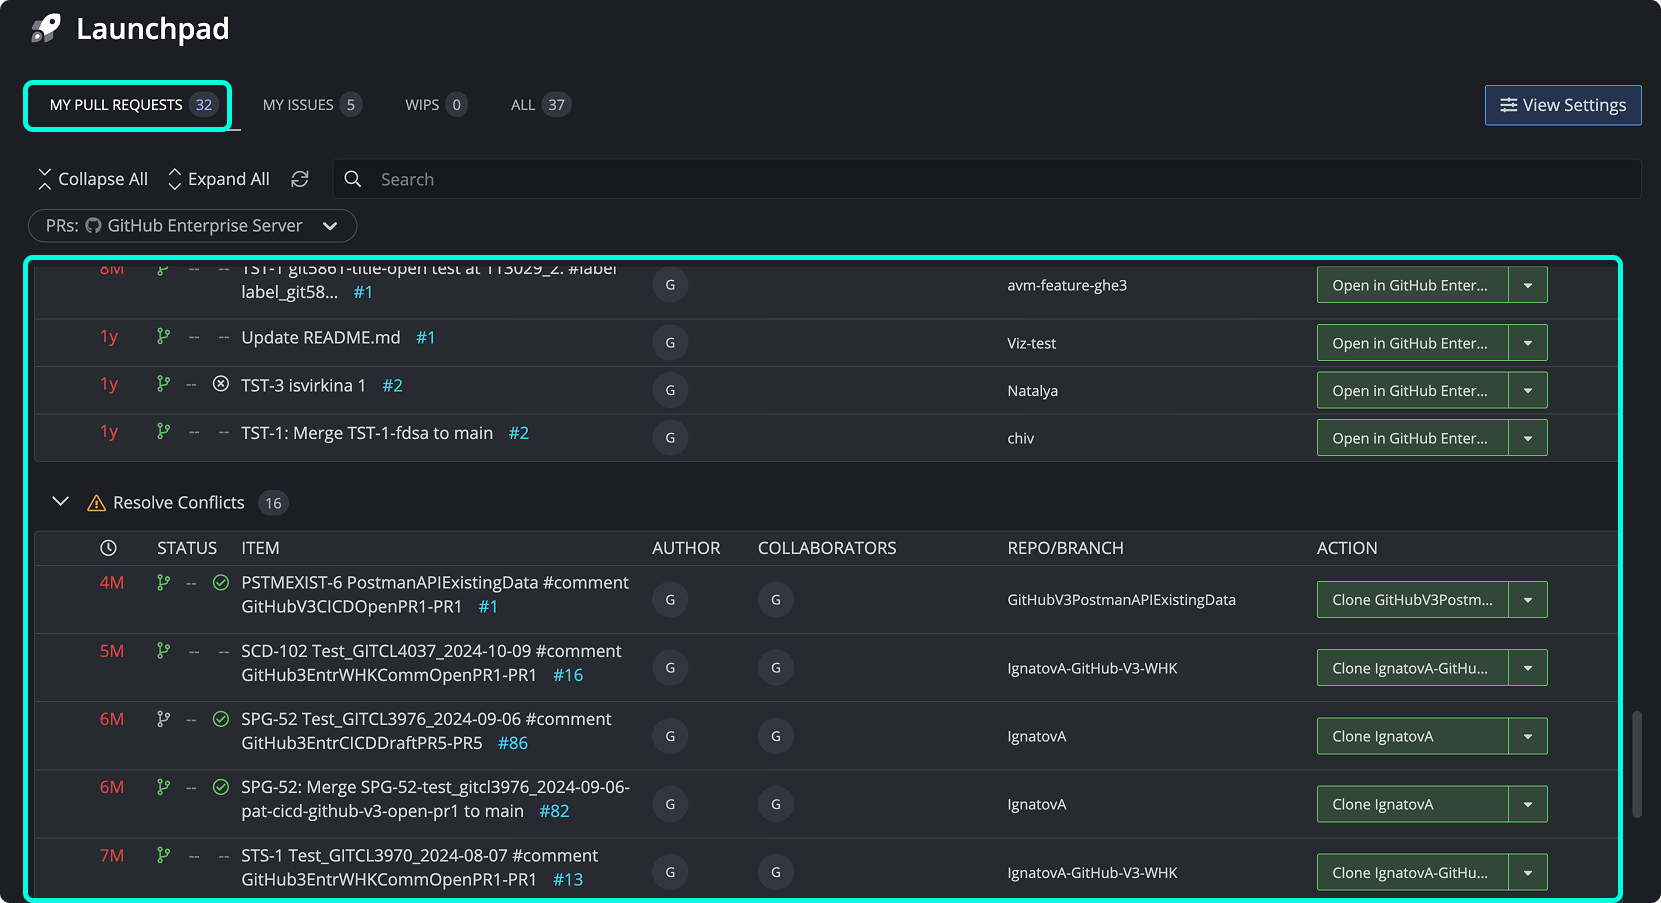 Launchpad
MY PULL REQUESTS 32 MY ISSUES 5 WIPS 0 ALL 37
View Settings
Collapse All Expand All Search
PRs: GitHub Enterprise Server
8M -- -- TST-1 git5861-title-open test at 113029_2. #label
label_git58... #1 G avm-feature-ghe3 Open in GitHub Enter...
1y -- -- Update README.md #1 G Viz-test Open in GitHub Enter...
1y -- TST-3 isvirkina 1 #2 G Natalya Open in GitHub Enter...
1y -- -- TST-1: Merge TST-1-fdsa to main #2 G chiv Open in GitHub Enter...
Resolve Conflicts 16
STATUS ITEM AUTHOR COLLABORATORS REPO/BRANCH ACTION
4M -- PSTMEXIST-6 PostmanAPIExistingData #comment
GitHubV3CICDOpenPR1-PR1 #1 G G GitHubV3PostmanAPIExistingData Clone GitHubV3Postm...
5M -- -- SCD-102 Test_GITCL4037_2024-10-09 #comment
GitHub3EntrWHKCommOpenPR1-PR1 #16 G G IgnatovA-GitHub-V3-WHK Clone IgnatovA-GitHu...
6M -- SPG-52 Test_GITCL3976_2024-09-06 #comment
GitHub3EntrCICDDraftPR5-PR5 #86 G G IgnatovA Clone IgnatovA
6M -- SPG-52: Merge SPG-52-test_gitcl3976_2024-09-06-
pat-cicd-github-v3-open-pr1 to main #82 G G IgnatovA Clone IgnatovA
7M -- -- STS-1 Test_GITCL3970_2024-08-07 #comment
GitHub3EntrWHKCommOpenPR1-PR1 #13 G G IgnatovA-GitHub-V3-WHK Clone IgnatovA-GitHu...